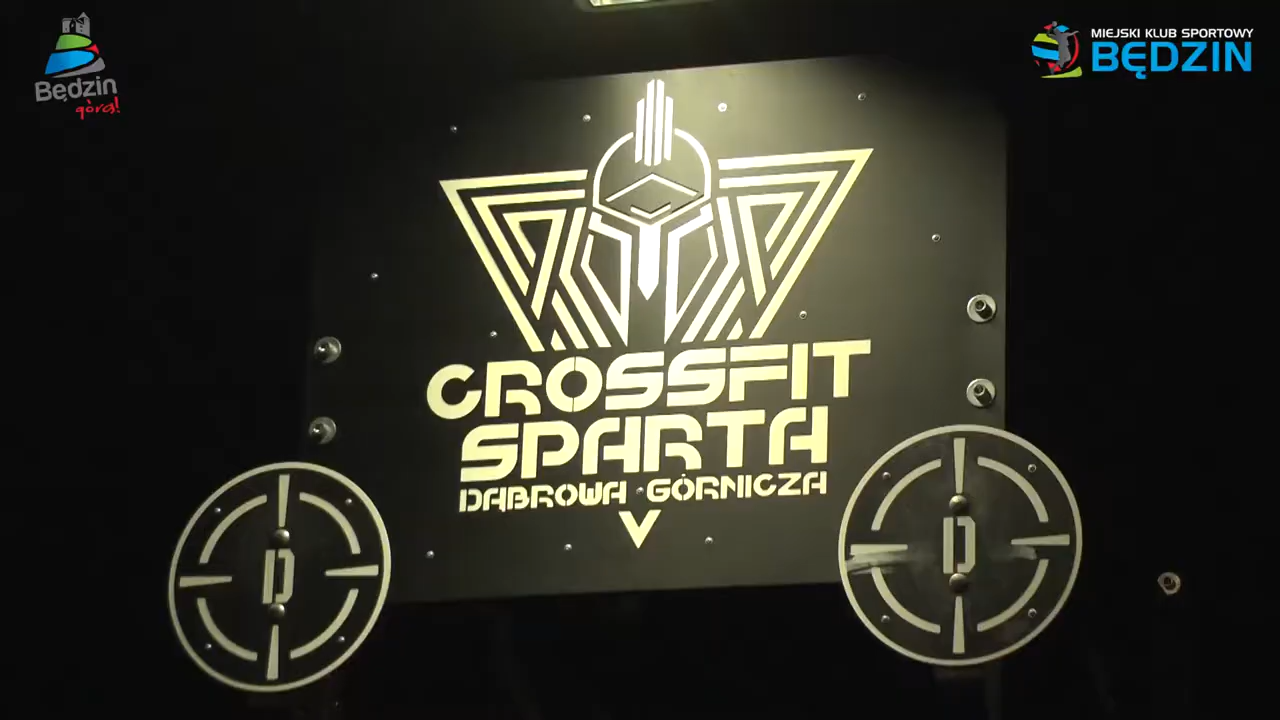 Będzin
góra!
MIEJSKI KLUB SPORTOWY
BĘDZIN
CROSSFIT
SPARTA
DĄBROWA GÓRNICZA
D
D